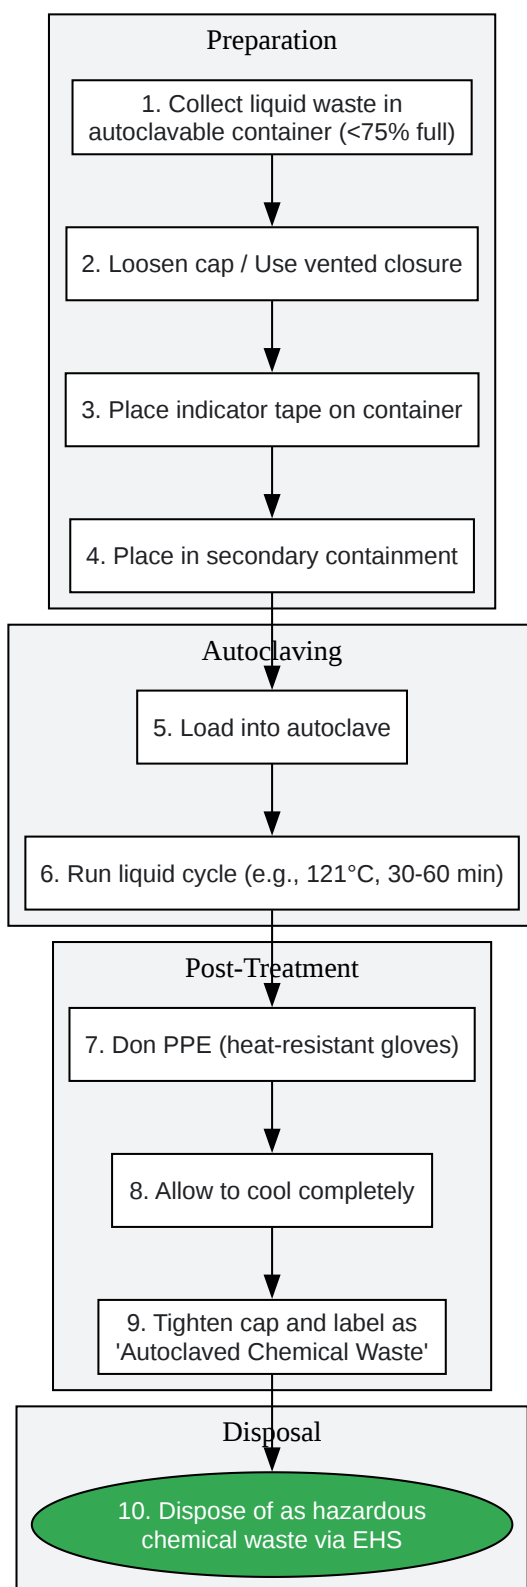 Preparation
1. Collect liquid waste in
autoclavable container (<75% full)
2. Loosen cap / Use vented closure
3. Place indicator tape on container
4. Place in secondary containment
Autoclaving
5. Load into autoclave
6. Run liquid cycle (e.g., 121°C, 30-60 min)
Post-Treatment
7. Don PPE (heat-resistant gloves)
8. Allow to cool completely
9. Tighten cap and label as
'Autoclaved Chemical Waste'
Disposal
10. Dispose of as hazardous
chemical waste via EHS